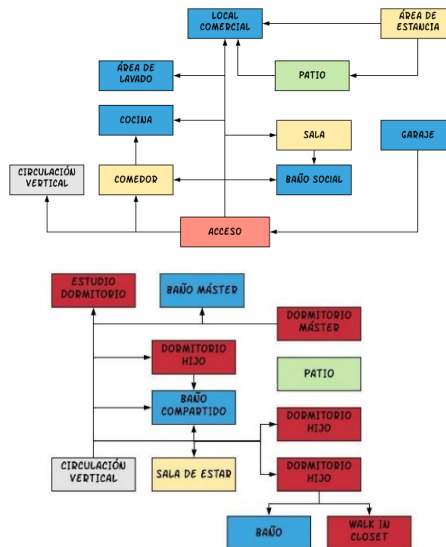 LOCAL
COMERCIAL
ÁREA DE
ESTANCIA
ÁREA DE
LAVADO
PATIO
COCINA
SALA
GARAJE
CIRCULACIÓN
VERTICAL
COMEDOR
BAÑO SOCIAL
ACCESO
ESTUDIO
DORMITORIO
BAÑO MÁSTER
DORMITORIO
MÁSTER
DORMITORIO
HIJO
PATIO
BAÑO
COMPARTIDO
DORMITORIO
HIJO
CIRCULACIÓN
VERTICAL
SALA DE ESTAR
DORMITORIO
HIJO
BAÑO
WALK IN
CLOSET